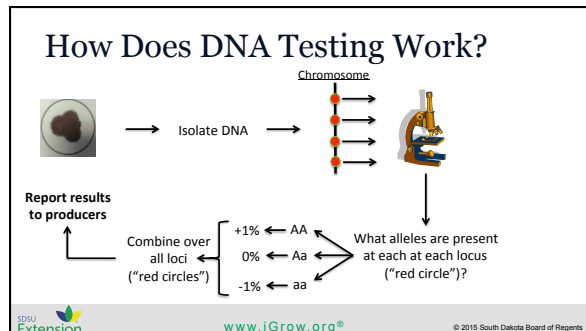 How Does DNA Testing Work?
Chromosome
Isolate DNA
Report results
to producers
Combine over
all loci
(“red circles”)
+1%
AA
0%
Aa
-1%
aa
What alleles are present
at each at each locus
(“red circle”)?
SDSU
Extension
www.iGrow.org®
© 2015 South Dakota Board of Regents